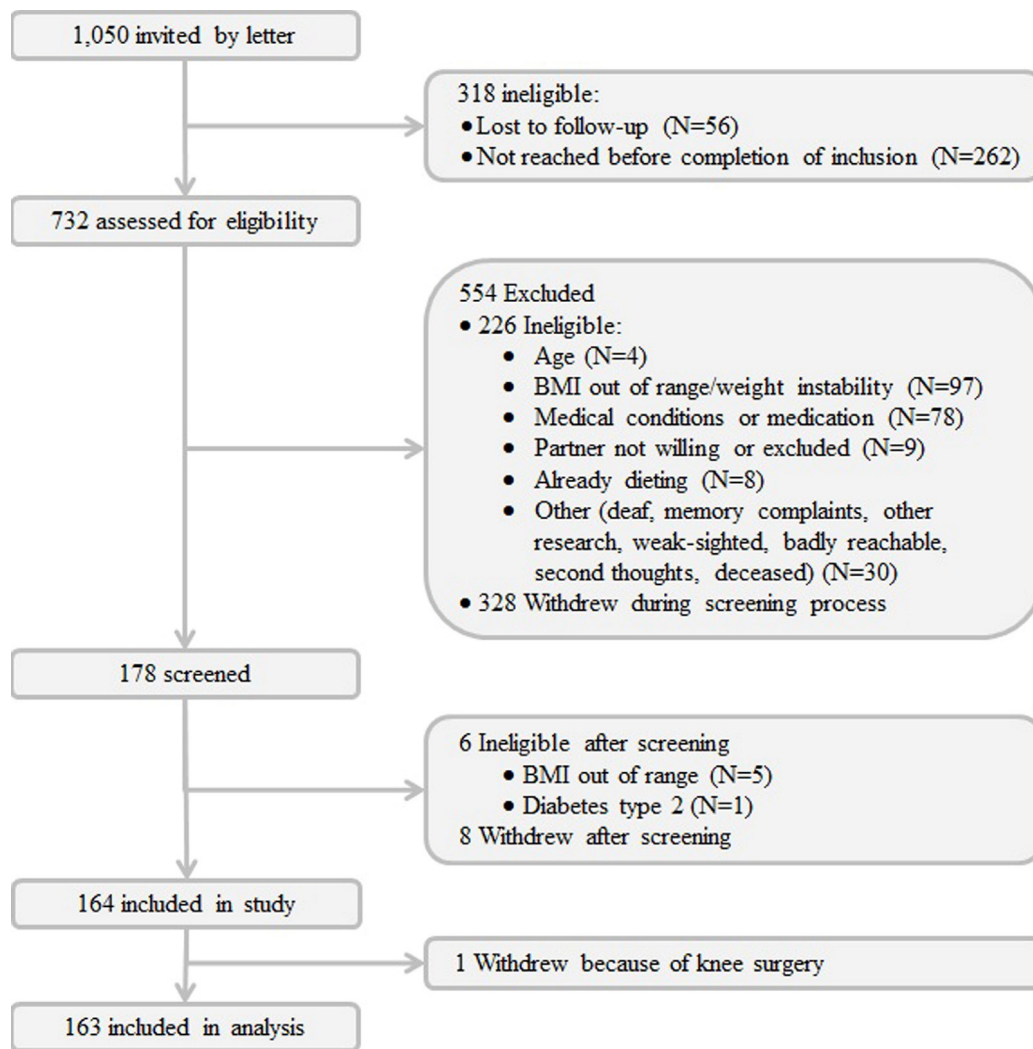 1,050 invited by letter
318 ineligible:
• Lost to follow-up (N=56)
• Not reached before completion of inclusion (N=262)
732 assessed for eligibility
554 Excluded
• 226 Ineligible:
• Age (N=4)
• BMI out of range/weight instability (N=97)
• Medical conditions or medication (N=78)
• Partner not willing or excluded (N=9)
• Already dieting (N=8)
• Other (deaf, memory complaints, other
research, weak-sighted, badly reachable,
second thoughts, deceased) (N=30)
• 328 Withdrew during screening process
178 screened
6 Ineligible after screening
• BMI out of range (N=5)
• Diabetes type 2 (N=1)
8 Withdrew after screening
164 included in study
1 Withdrew because of knee surgery
163 included in analysis